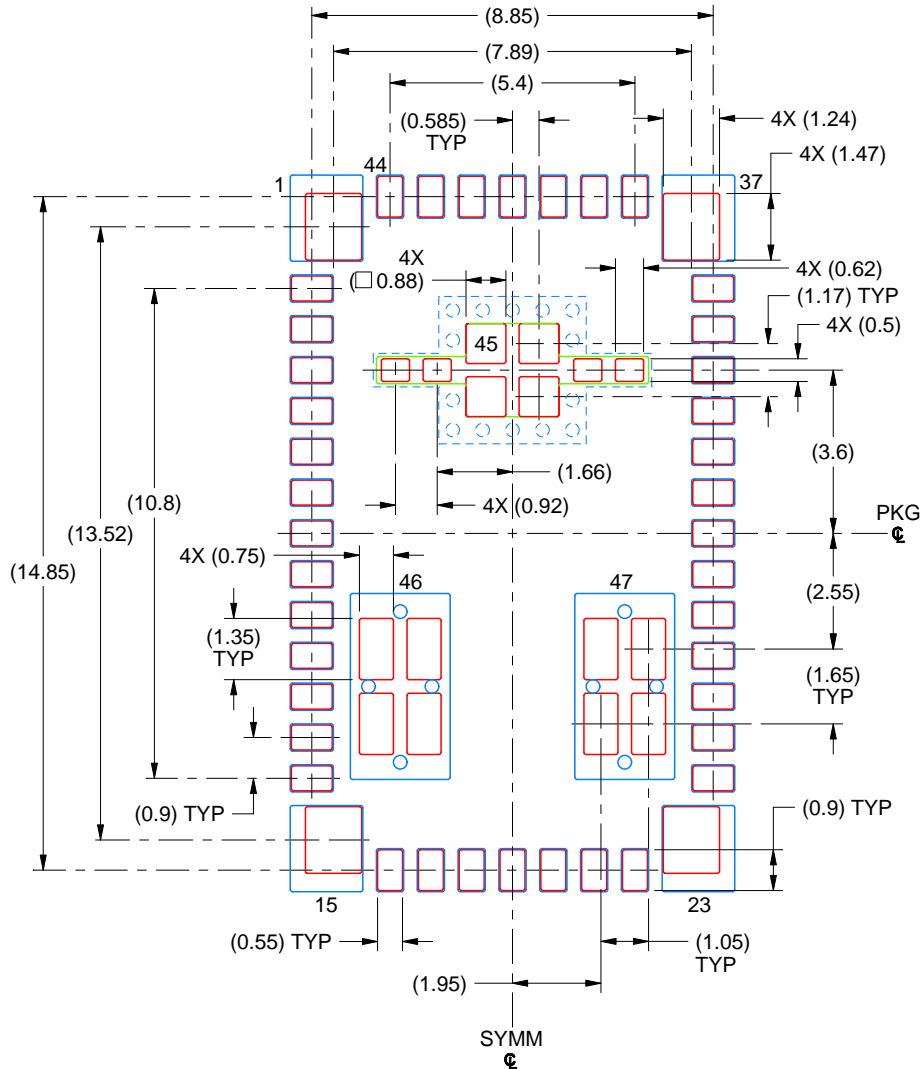 (8.85)
(7.89)
(5.4)
(0.585)
TYP
4X (1.24)
4X (1.47)
1
44
37
4X
(□ 0.88)
4X (0.62)
(1.17) TYP
4X (0.5)
45
(3.6)
(1.66)
4X (0.92)
(10.8)
(13.52)
(14.85)
PKG
℄
4X (0.75)
46
47
(2.55)
(1.35)
TYP
(1.65)
TYP
(0.9) TYP
(0.9) TYP
15
23
(0.55) TYP
(1.05)
TYP
(1.95)
SYMM
℄